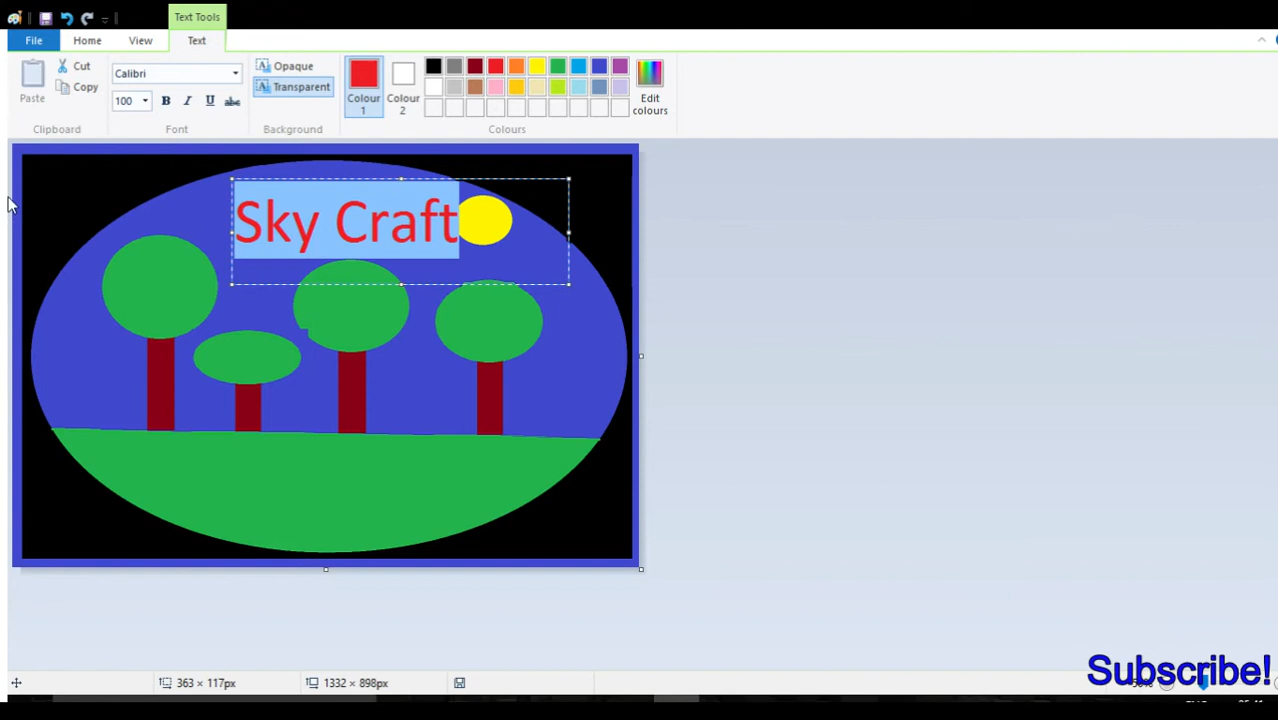 Text Tools
File Home View Text
Paste Cut Copy
Clipboard
Calibri
100 B I U abc
Font
Opaque
Transparent
Background
Colour 1
Colour 2
Edit colours
Colours
Sky Craft
Subscribe!
363 × 117px 1332 × 898px